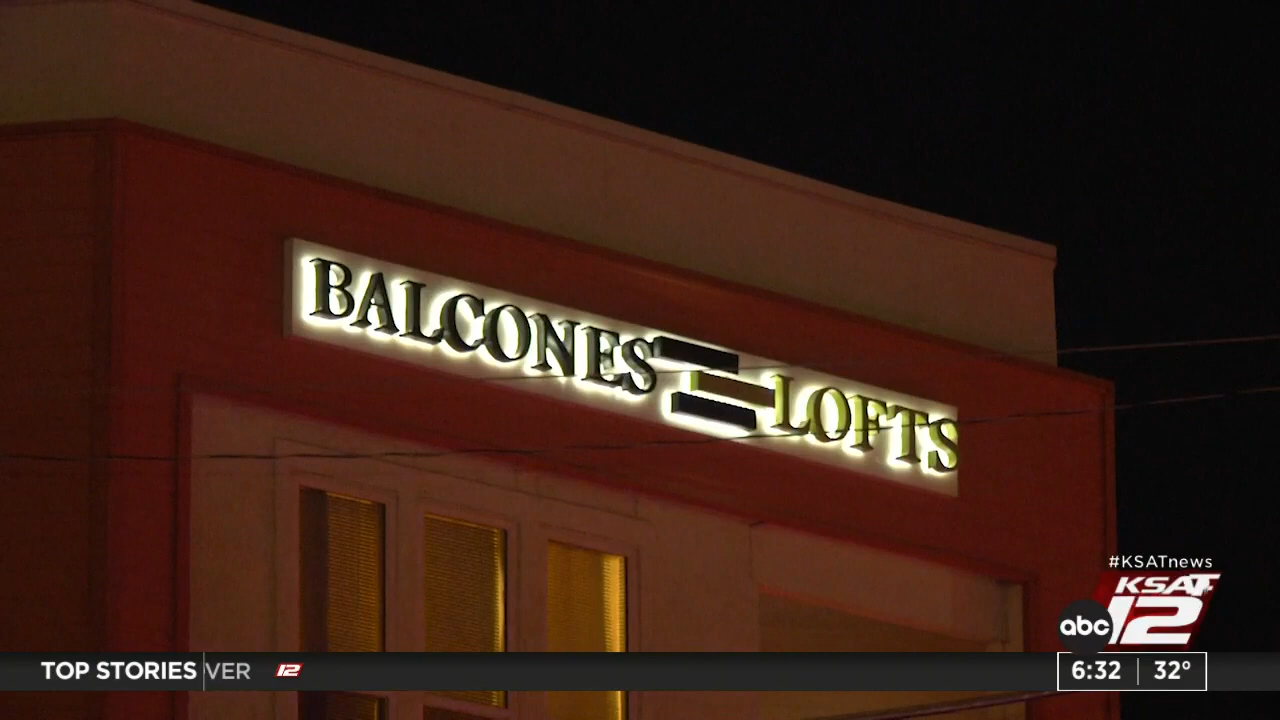 BALCONES LOFTS
#KSATnews
KSAT
abc 12
TOP STORIES VER 12
6:32 32°